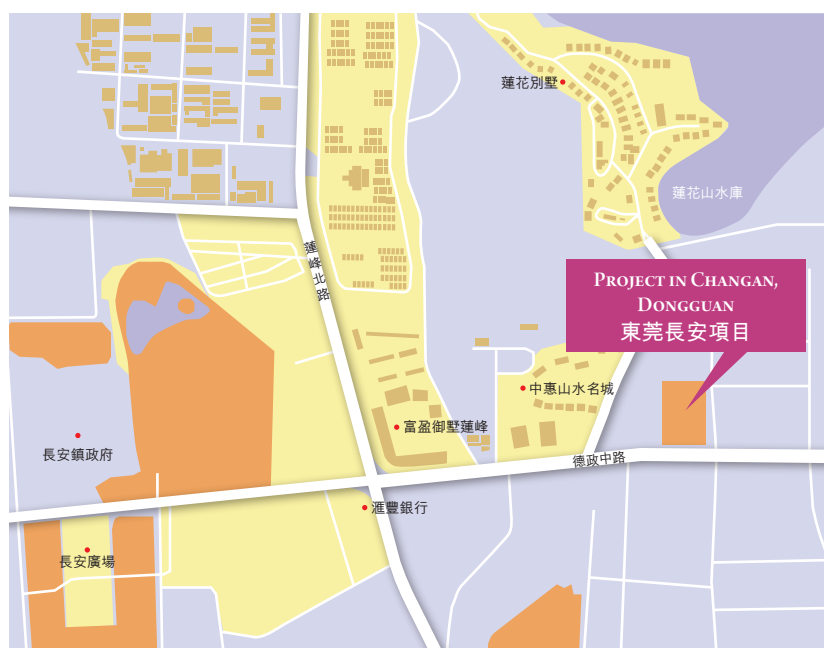 蓮花別墅
蓮花山水庫
蓮峰北路
PROJECT IN CHANGAN,
DONGGUAN
東莞長安項目
中惠山水名城
富盈御墅蓮峰
長安鎮政府
德政中路
滙豐銀行
長安廣場